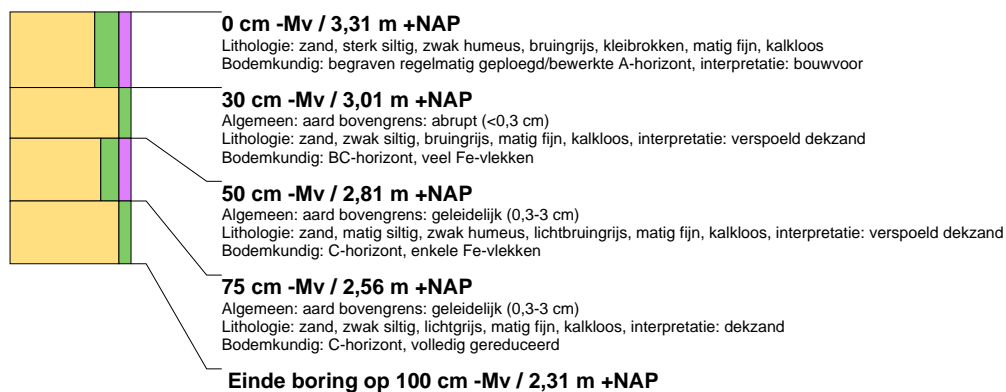 0 cm -Mv / 3,31 m +NAP
Lithologie: zand, sterk siltig, zwak humeus, bruingrijs, kleibrokken, matig fijn, kalkloos
Bodemkundig: begraven regelmatig geploegd/bewerkte A-horizont, interpretatie: bouwvoor
30 cm -Mv / 3,01 m +NAP
Algemeen: aard bovengrens: abrupt (<0,3 cm)
Lithologie: zand, zwak siltig, bruingrijs, matig fijn, kalkloos, interpretatie: verspoeld dekzand
Bodemkundig: BC-horizont, veel Fe-vlekken
50 cm -Mv / 2,81 m +NAP
Algemeen: aard bovengrens: geleidelijk (0,3-3 cm)
Lithologie: zand, matig siltig, zwak humeus, lichtbruingrijs, matig fijn, kalkloos, interpretatie: verspoeld dekzand
Bodemkundig: C-horizont, enkele Fe-vlekken
75 cm -Mv / 2,56 m +NAP
Algemeen: aard bovengrens: geleidelijk (0,3-3 cm)
Lithologie: zand, zwak siltig, lichtgrijs, matig fijn, kalkloos, interpretatie: dekzand
Bodemkundig: C-horizont, volledig gereduceerd
Einde boring op 100 cm -Mv / 2,31 m +NAP